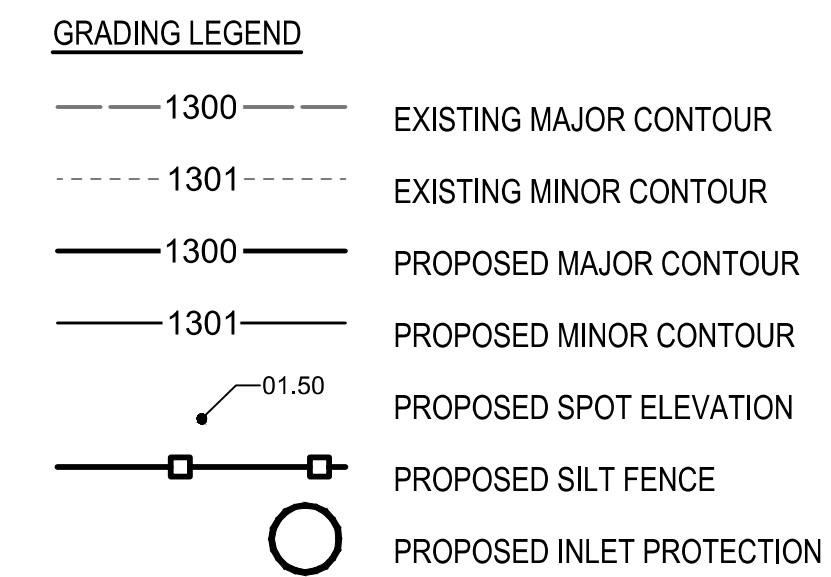 GRADING LEGEND
1300 EXISTING MAJOR CONTOUR
1301 EXISTING MINOR CONTOUR
1300 PROPOSED MAJOR CONTOUR
1301 PROPOSED MINOR CONTOUR
01.50 PROPOSED SPOT ELEVATION
PROPOSED SILT FENCE
PROPOSED INLET PROTECTION